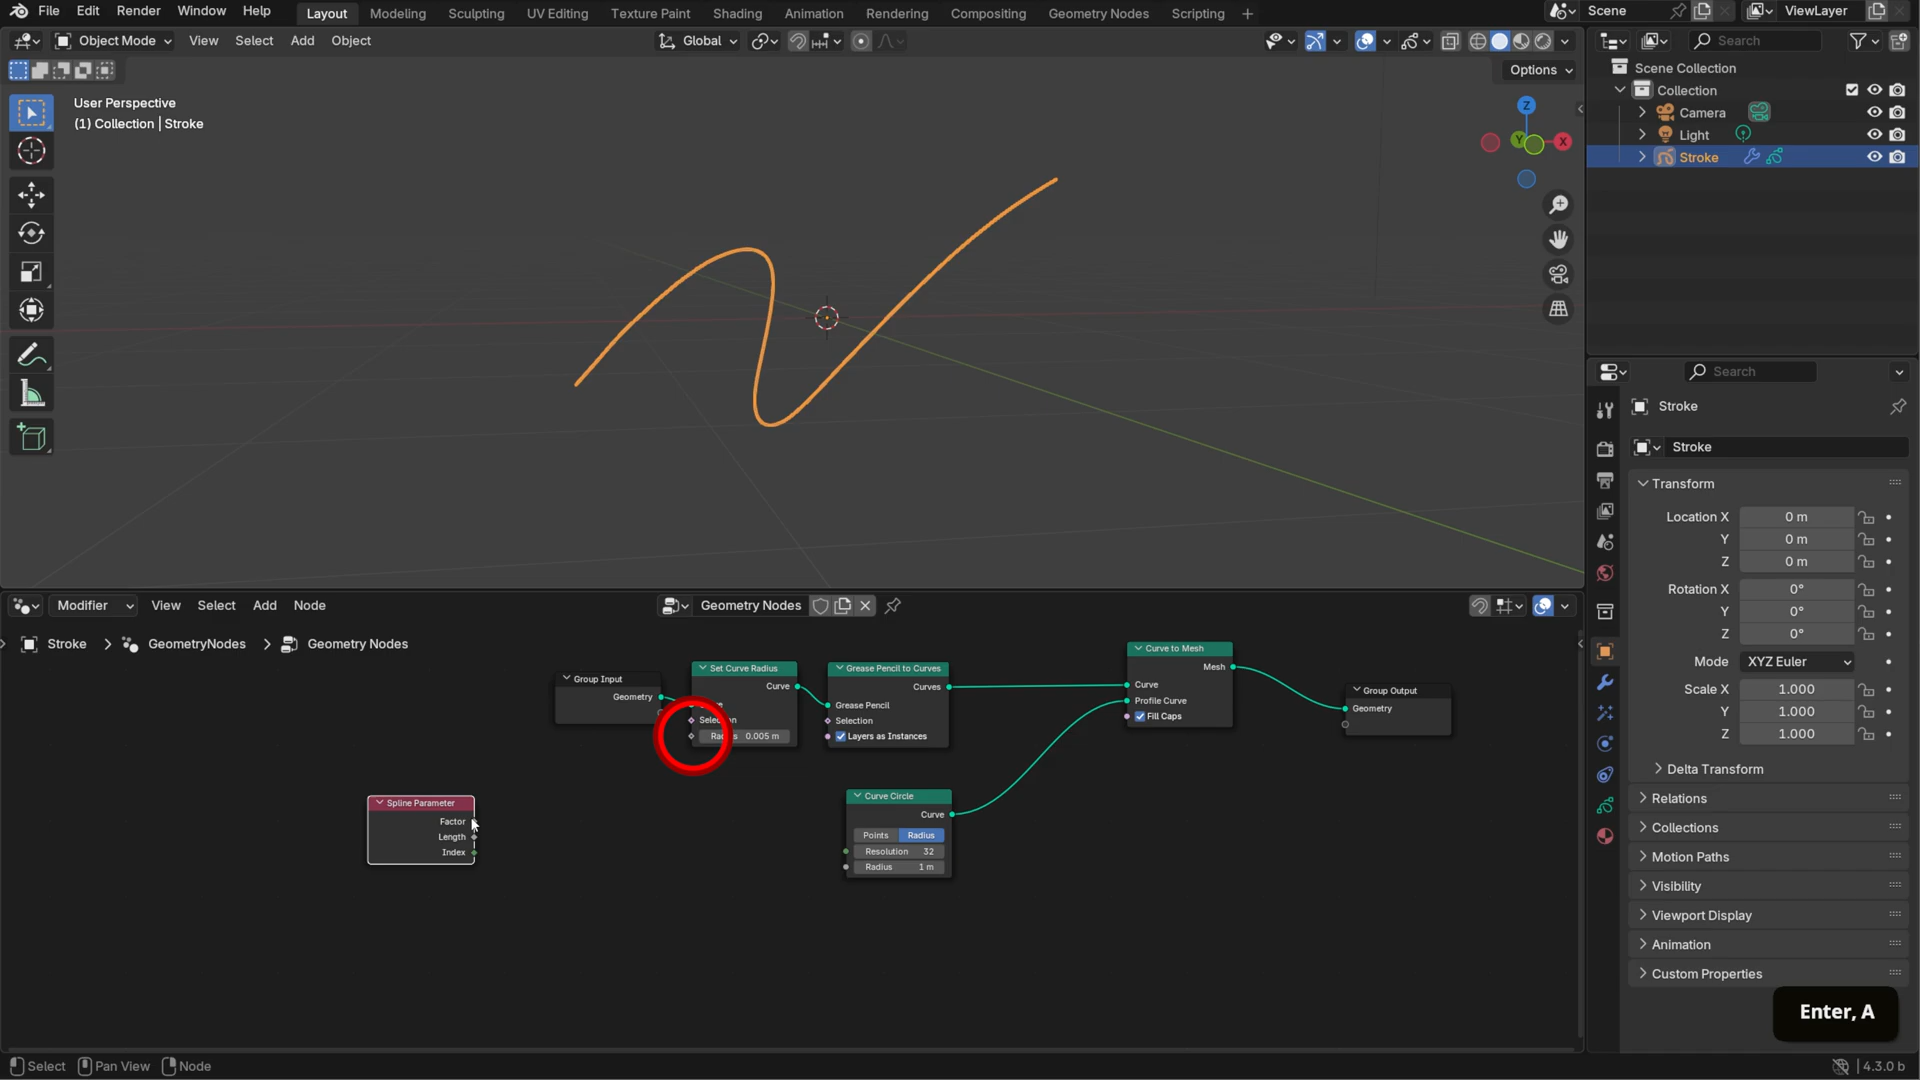 File Edit Render Window Help Layout Modeling Sculpting UV Editing Texture Paint Shading Animation Rendering Compositing Geometry Nodes Scripting + Scene ViewLayer
Object Mode View Select Add Object Global Search
Options
User Perspective
(1) Collection | Stroke
Z
Y
X
Scene Collection
Collection
Camera
Light
Stroke
Search
Stroke
Stroke
Transform
Location X 0 m
Y 0 m
Z 0 m
Rotation X 0°
Y 0°
Z 0°
Mode XYZ Euler
Scale X 1.000
Y 1.000
Z 1.000
Delta Transform
Relations
Collections
Motion Paths
Visibility
Viewport Display
Animation
Custom Properties
Modifier View Select Add Node Geometry Nodes
Stroke > GeometryNodes > Geometry Nodes
Group Input
Geometry
Set Curve Radius
Curve
Selection
0.005 m
Grease Pencil to Curves
Curves
Grease Pencil
Selection
Layers as Instances
Curve to Mesh
Mesh
Curve
Profile Curve
Fill Caps
Group Output
Geometry
Spline Parameter
Factor
Length
Index
Curve Circle
Curve
Points Radius
Resolution 32
Radius 1 m
Enter, A
Select Pan View Node 4.3.0 b